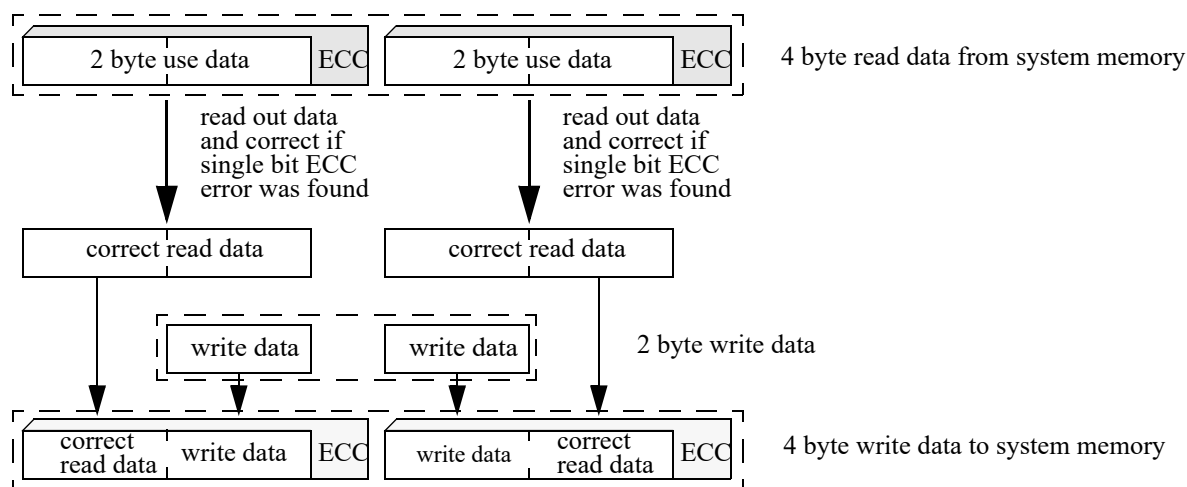 2 byte use data ECC 2 byte use data ECC 4 byte read data from system memory
read out data
and correct if
single bit ECC
error was found
read out data
and correct if
single bit ECC
error was found
correct read data correct read data
write data write data 2 byte write data
correct
read data write data ECC write data correct
read data ECC 4 byte write data to system memory